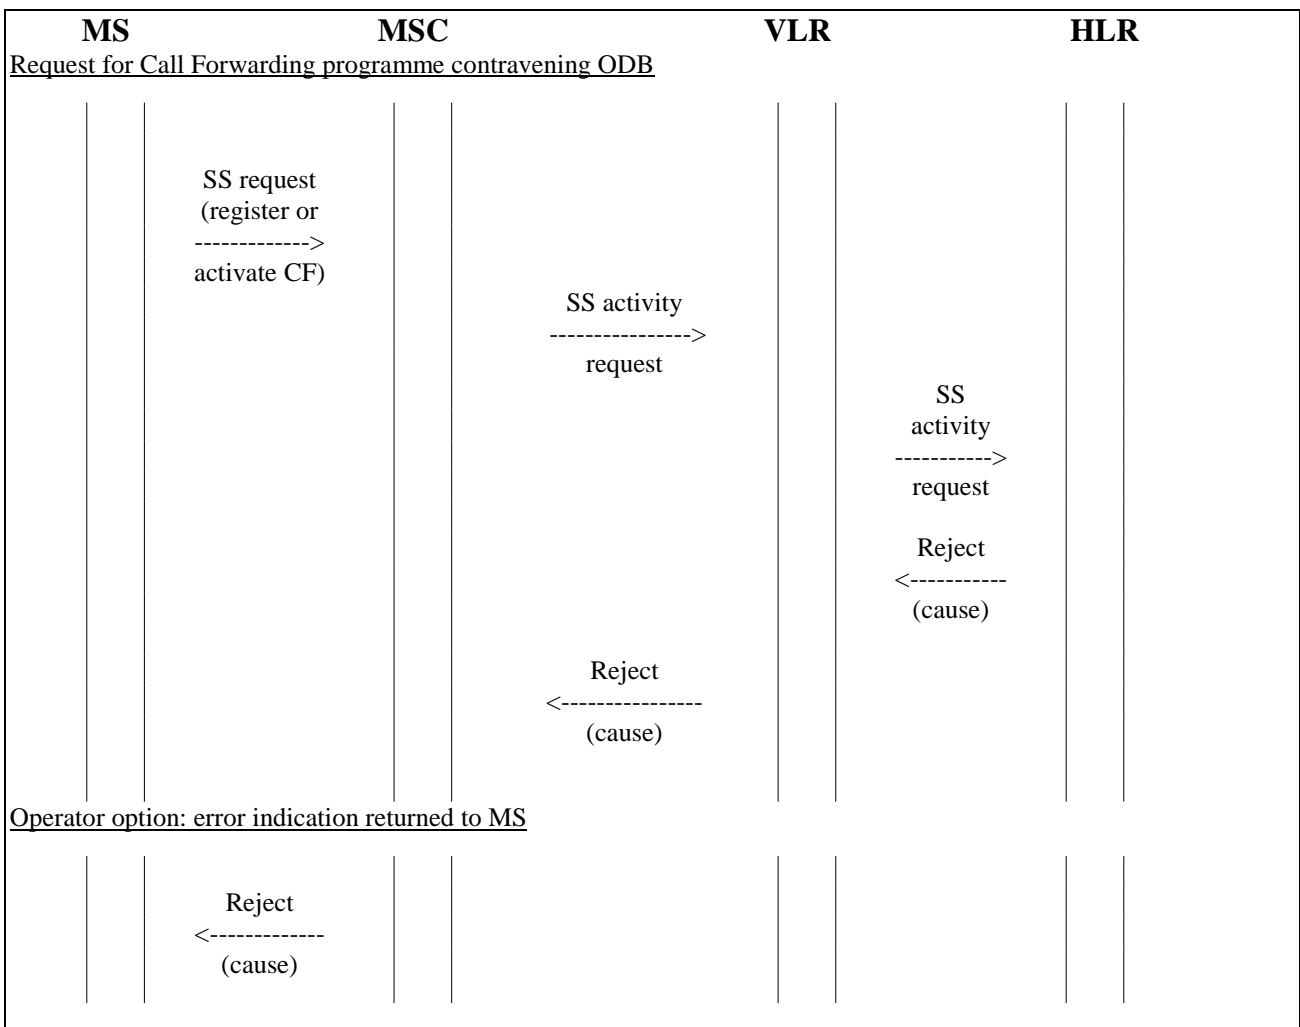 MS MSC VLR HLR
Request for Call Forwarding programme contravening ODB
SS request
(register or
------------->
activate CF)
SS activity
---------------->
request
SS
activity
----------->
request
Reject
<-----------
(cause)
Reject
<----------------
(cause)
Operator option: error indication returned to MS
Reject
<-------------
(cause)